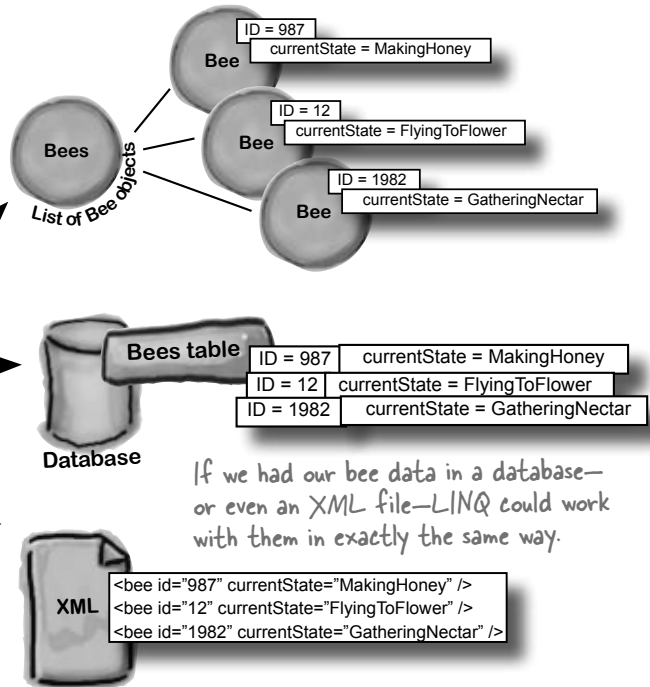 ID = 987
Bee
currentState = MakingHoney
ID = 12
Bees
Bee
currentState = FlyingToFlower
List of Bee objects
ID = 1982
Bee
currentState = GatheringNectar
Bees table
ID = 987 currentState = MakingHoney
ID = 12 currentState = FlyingToFlower
ID = 1982 currentState = GatheringNectar
Database
If we had our bee data in a database—
or even an XML file—LINQ could work
with them in exactly the same way.
XML
<bee id=”987” currentState=”MakingHoney” />
<bee id=”12” currentState=”FlyingToFlower” />
<bee id=”1982” currentState=”GatheringNectar” />